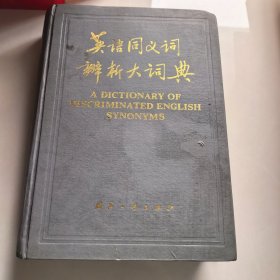 英语同义词
辨析大词典
A DICTIONARY OF
DISCRIMINATED ENGLISH
SYNONYMS